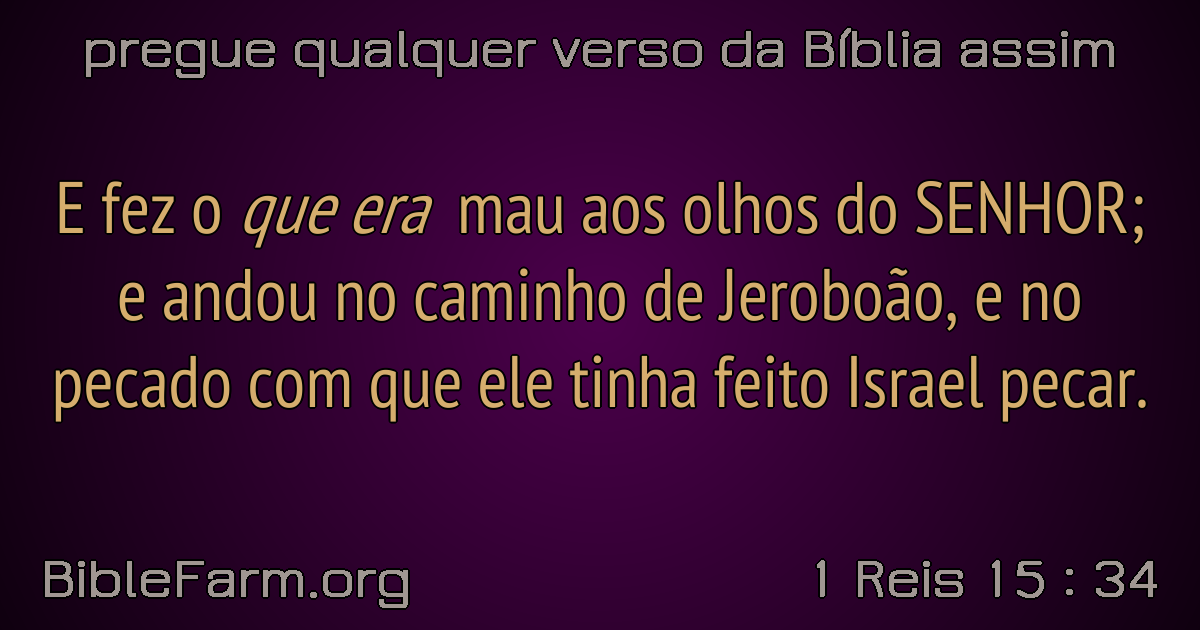 pregue qualquer verso da Bíblia assim
E fez o que era mau aos olhos do SENHOR;
e andou no caminho de Jeroboão, e no
pecado com que ele tinha feito Israel pecar.
BibleFarm.org
1 Reis 15 : 34